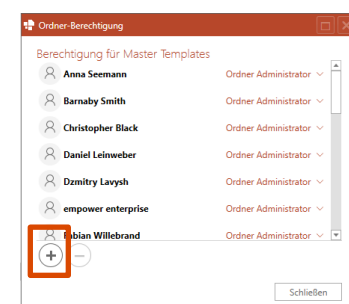 Ordner-Berechtigung
Berechtigung für Master Templates
Anna Seemann Ordner Administrator
Barnaby Smith Ordner Administrator
Christopher Black Ordner Administrator
Daniel Leinweber Ordner Administrator
Dzmitry Lavysh Ordner Administrator
empower enterprise Ordner Administrator
Fabian Willebrand Ordner Administrator
Schließen